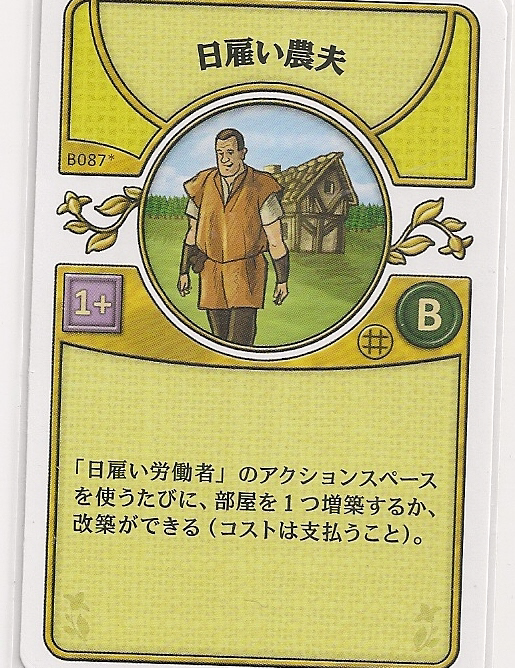 日雇い農夫
B087*
1+
B
「日雇い労働者」のアクションスペース
を使うたびに、部屋を1つ増築するか、
改築ができる（コストは支払うこと）。